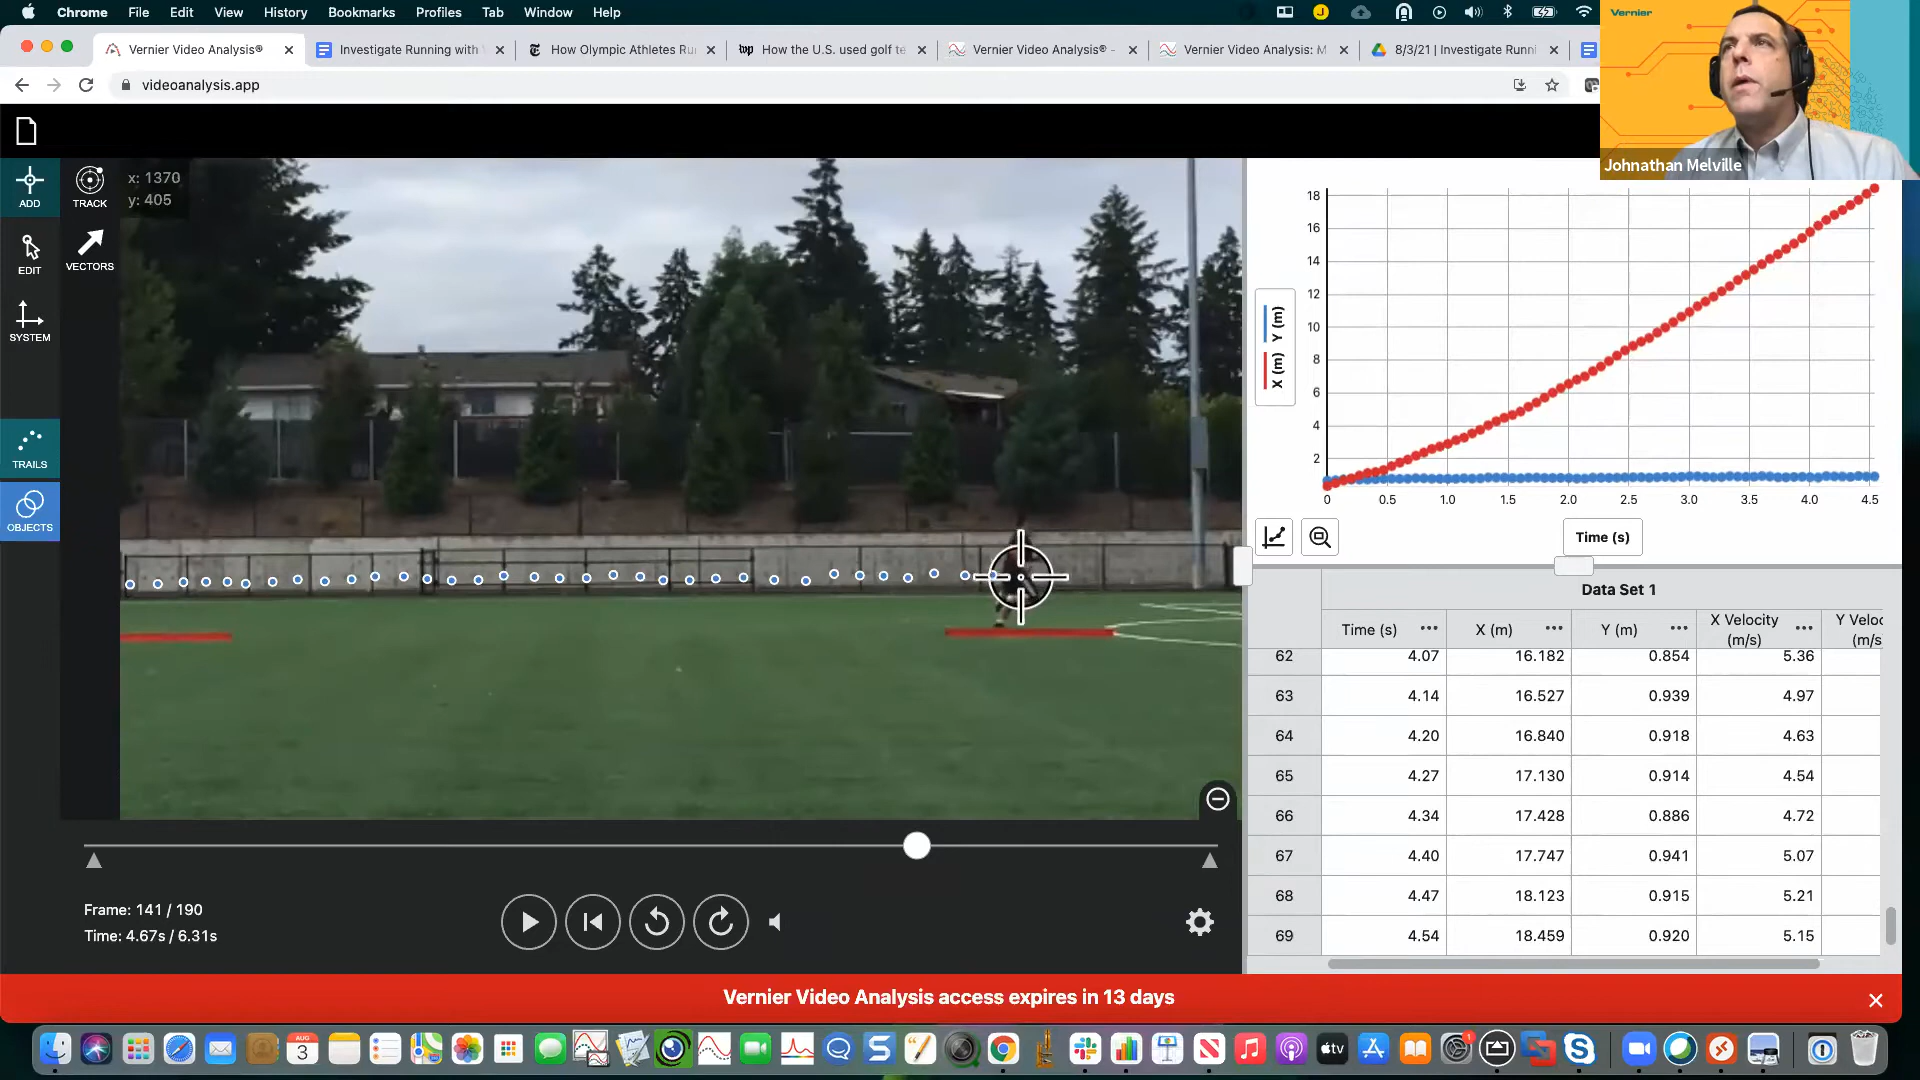 Chrome File Edit View History Bookmarks Profiles Tab Window Help
Vernier
Vernier Video Analysis®
Investigate Running with
How Olympic Athletes Ru
wp How the U.S. used golf te
Vernier Video Analysis® -
Vernier Video Analysis: M
8/3/21 | Investigate Runni
videoanalysis.app
Johnathan Melville
ADD
TRACK
x: 1370
y: 405
EDIT
VECTORS
SYSTEM
TRAILS
OBJECTS
18
16
14
12
10
8
6
4
2
Y (m)
X (m)
0 0.5 1.0 1.5 2.0 2.5 3.0 3.5 4.0 4.5
Time (s)
Data Set 1
Time (s) X (m) Y (m) X Velocity (m/s) Y Veloc (m/s
62 4.07 16.182 0.854 5.36
63 4.14 16.527 0.939 4.97
64 4.20 16.840 0.918 4.63
65 4.27 17.130 0.914 4.54
66 4.34 17.428 0.886 4.72
67 4.40 17.747 0.941 5.07
68 4.47 18.123 0.915 5.21
69 4.54 18.459 0.920 5.15
Frame: 141 / 190
Time: 4.67s / 6.31s
Vernier Video Analysis access expires in 13 days
AUG
3
tv
1